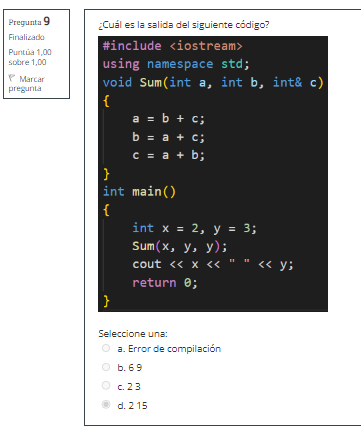 Pregunta 9
Finalizado
Puntúa 1,00
sobre 1,00
Marcar
pregunta
¿Cuál es la salida del siguiente código?
#include <iostream>
using namespace std;
void Sum(int a, int b, int& c)
{
a = b + c;
b = a + c;
c = a + b;
}
int main()
{
int x = 2, y = 3;
Sum(x, y, y);
cout << x << " " << y;
return 0;
}
Seleccione una:
a. Error de compilación
b. 6 9
c. 2 3
d. 2 15